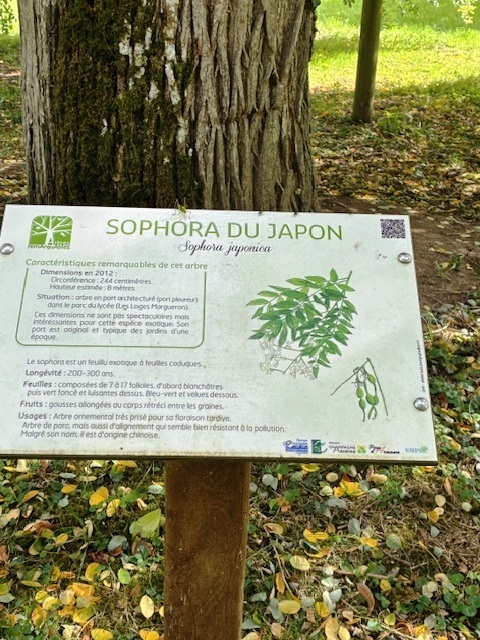 SOPHORA DU JAPON
Sophora japonica
Caractéristiques remarquables de cet arbre
Dimensions en 2012 :
Circonférence : 244 centimètres
Hauteur estimée : 8 mètres
Situation : arbre en port architecturé (port pleureur)
dans le parc du lycée (Les Loges Margueron).
Ces dimensions ne sont pas spectaculaires mais
intéressantes pour cette espèce exotique. Son
port est original et typique des jardins d'une
époque.
Le sophora est un feuillu exotique à feuilles caduques.
Longévité : 200-300 ans.
Feuilles : composées de 7 à 17 folioles, d'abord blanchâtres
puis vert foncé et luisantes dessus. Bleu-vert et velues dessous.
Fruits : gousses allongées au corps rétréci entre les graines.
Usages : Arbre ornemental très prisé pour sa floraison tardive.
Arbre de parc, mais aussi d'alignement qui semble bien résistant à la pollution.
Malgré son nom, il est d'origine chinoise.